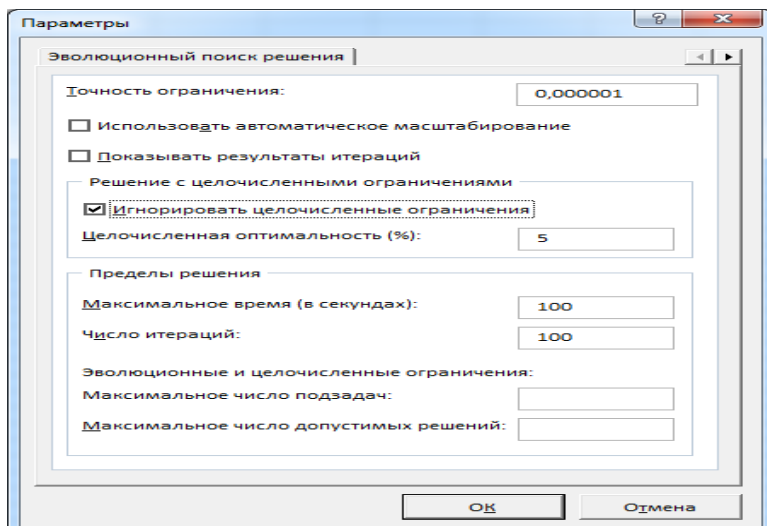 Параметры
Эволюционный поиск решения
Точность ограничения: 0,000001
Использовать автоматическое масштабирование
Показывать результаты итераций
Решение с целочисленными ограничениями
Игнорировать целочисленные ограничения
Целочисленная оптимальность (%): 5
Пределы решения
Максимальное время (в секундах): 100
Число итераций: 100
Эволюционные и целочисленные ограничения:
Максимальное число подзадач:
Максимальное число допустимых решений:
ОК Отмена